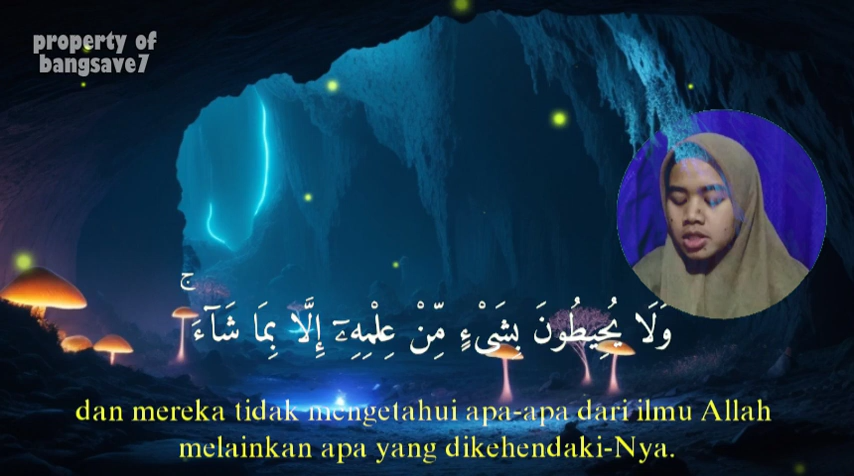 property of
bangsave7
وَلَا يُحِيطُونَ بِشَىْءٍ مِّنْ عِلْمِهِۦٓ إِلَّا بِمَا شَآءَ ۚ
dan mereka tidak mengetahui apa-apa dari ilmu Allah
melainkan apa yang dikehendaki-Nya.